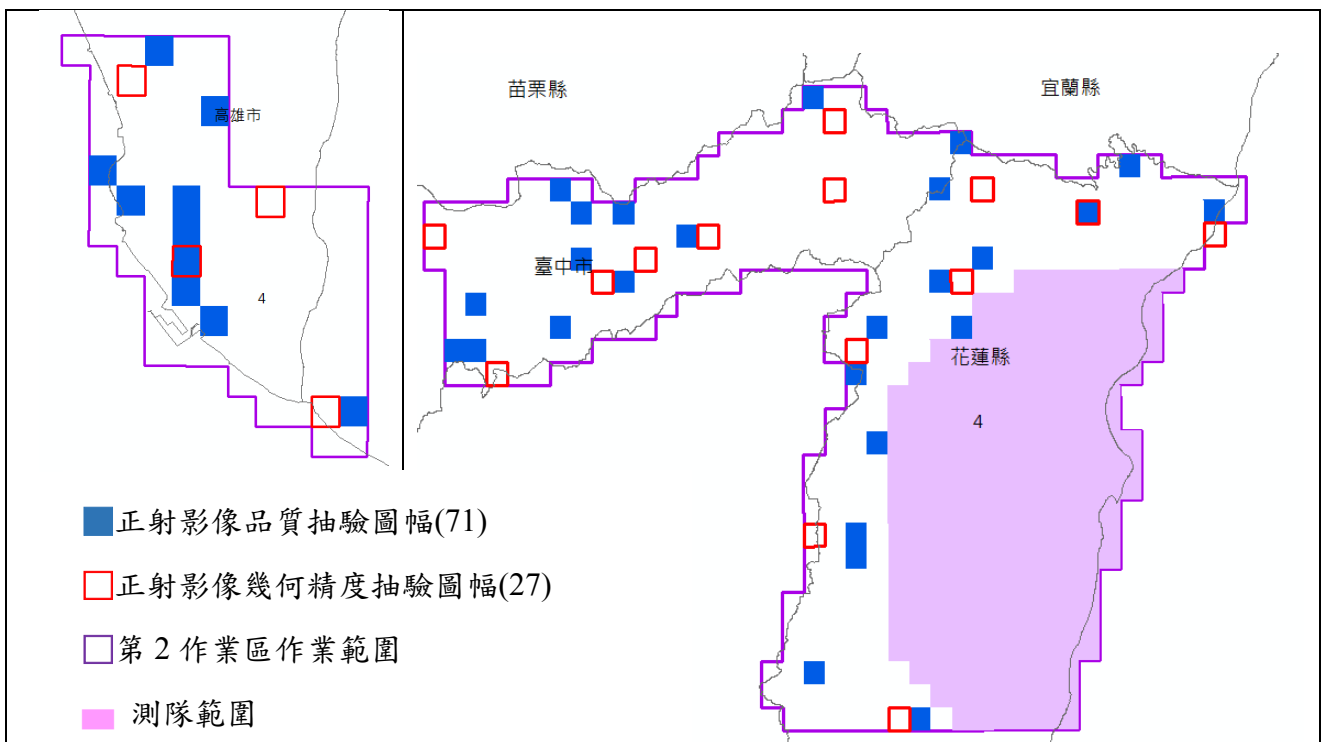 高雄市
4
苗栗縣
宜蘭縣
臺中市
花蓮縣
4
正射影像品質抽驗圖幅(71)
正射影像幾何精度抽驗圖幅(27)
第 2 作業區作業範圍
測隊範圍